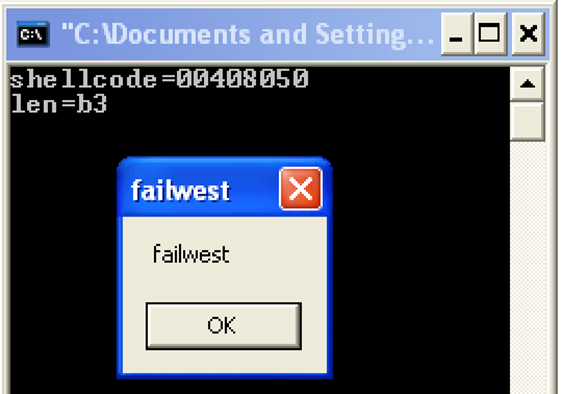 "C:\Documents and Setting...
shellcode=00408050
len=b3
failwest
failwest
OK